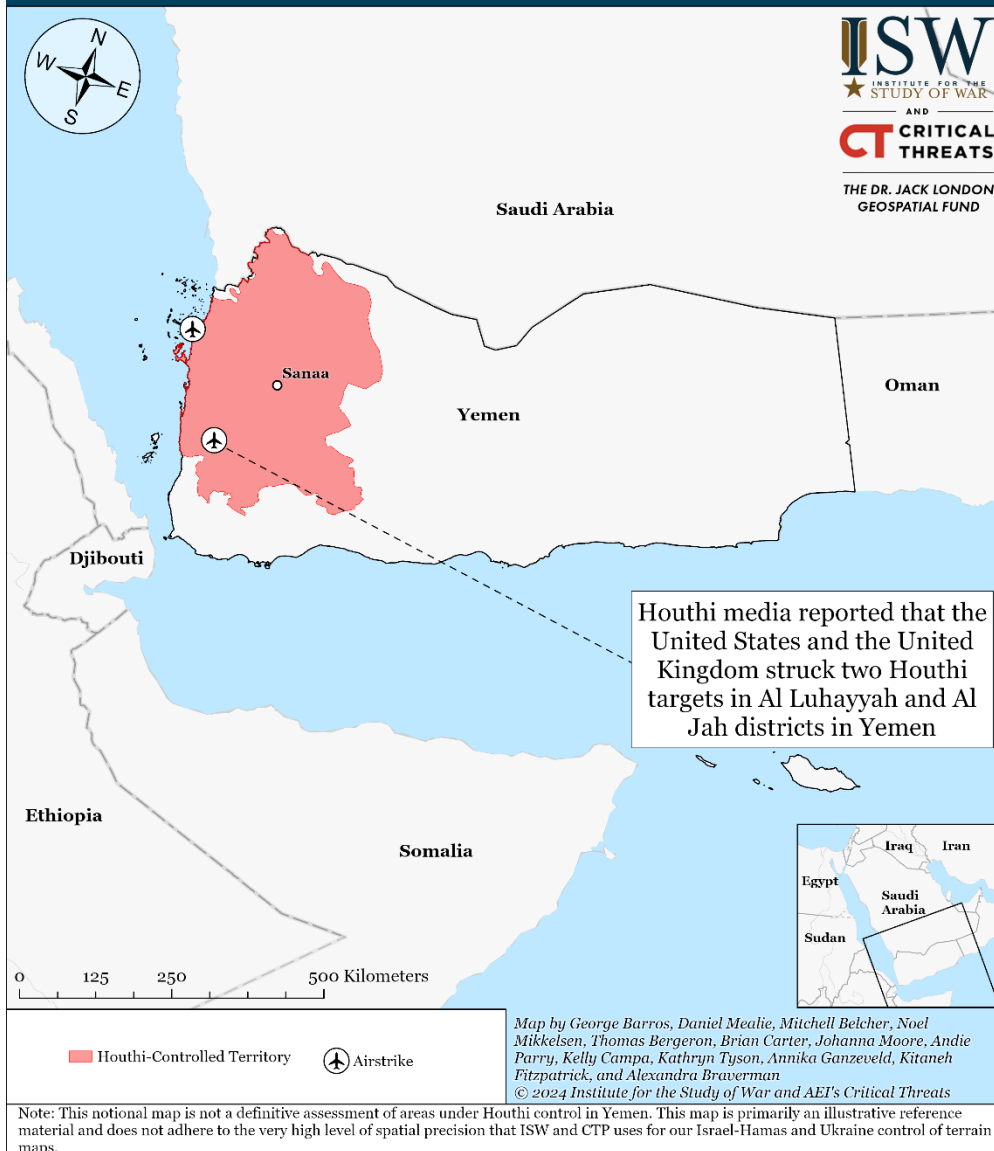 N
W
E
S
ISW
INSTITUTE FOR THE
STUDY OF WAR
AND
CT CRITICAL
THREATS
THE DR. JACK LONDON
GEOSPATIAL FUND
Saudi Arabia
Sanaa
Yemen
Oman
Djibouti
Houthi media reported that the
United States and the United
Kingdom struck two Houthi
targets in Al Luhayyah and Al
Jah districts in Yemen
Ethiopia
Somalia
Iraq
Iran
Egypt
Saudi
Arabia
Sudan
0 125 250 500 Kilometers
Houthi-Controlled Territory
Airstrike
Map by George Barros, Daniel Mealie, Mitchell Belcher, Noel
Mikkelsen, Thomas Bergeron, Brian Carter, Johanna Moore, Andie
Parry, Kelly Campa, Kathryn Tyson, Annika Ganzeveld, Kitaneh
Fitzpatrick, and Alexandra Braverman
© 2024 Institute for the Study of War and AEI's Critical Threats
Note: This notional map is not a definitive assessment of areas under Houthi control in Yemen. This map is primarily an illustrative reference
material and does not adhere to the very high level of spatial precision that ISW and CTP uses for our Israel-Hamas and Ukraine control of terrain
maps.